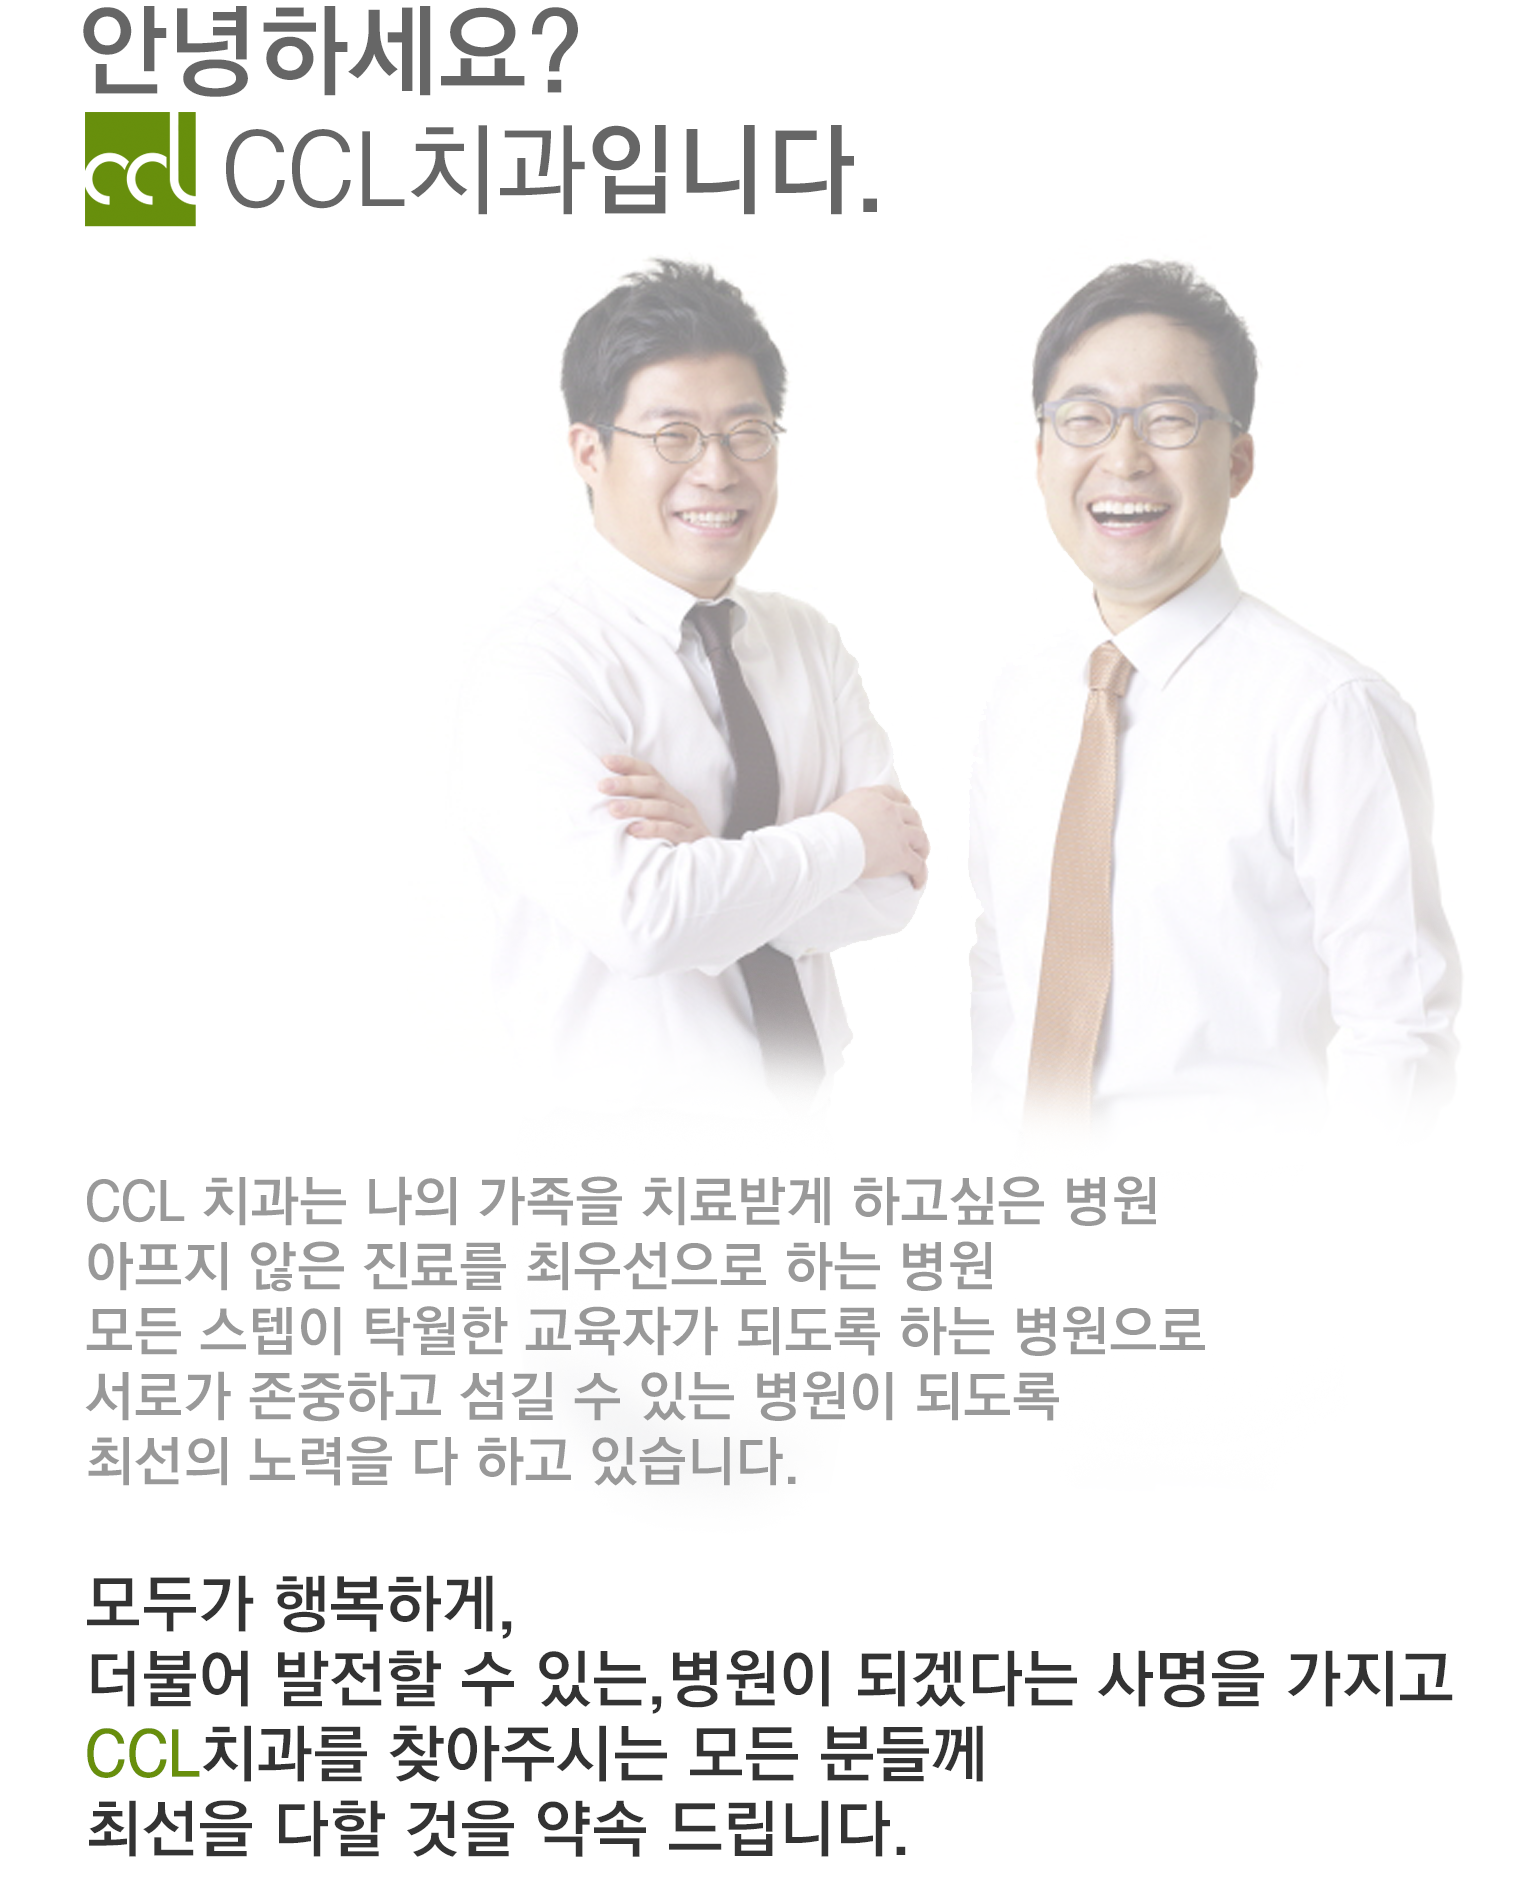 안녕하세요?
ccl CCL치과입니다.
CCL 치과는 나의 가족을 치료받게 하고싶은 병원
아프지 않은 진료를 최우선으로 하는 병원
모든 스텝이 탁월한 교육자가 되도록 하는 병원으로
서로가 존중하고 섬길 수 있는 병원이 되도록
최선의 노력을 다 하고 있습니다.
모두가 행복하게,
더불어 발전할 수 있는,병원이 되겠다는 사명을 가지고
CCL치과를 찾아주시는 모든 분들께
최선을 다할 것을 약속 드립니다.